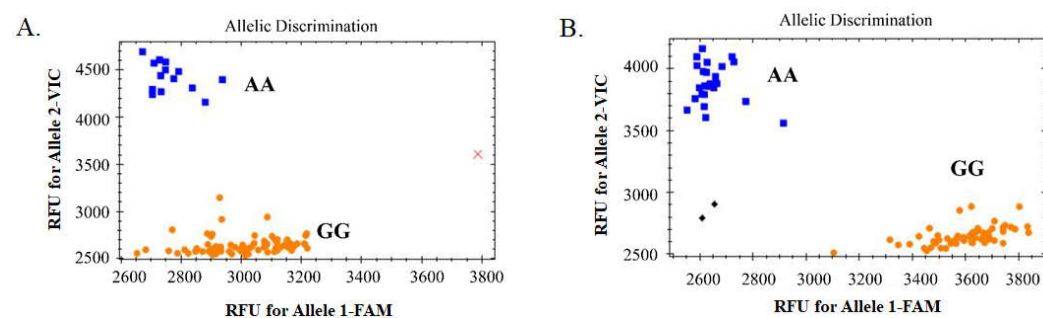 A.
Allelic Discrimination
RFU for Allele 2-VIC
4500
4000
3500
3000
2500
AA
GG
2600 2800 3000 3200 3400 3600 3800
RFU for Allele 1-FAM
B.
Allelic Discrimination
RFU for Allele 2-VIC
4000
3500
3000
2500
AA
GG
2600 2800 3000 3200 3400 3600 3800
RFU for Allele 1-FAM